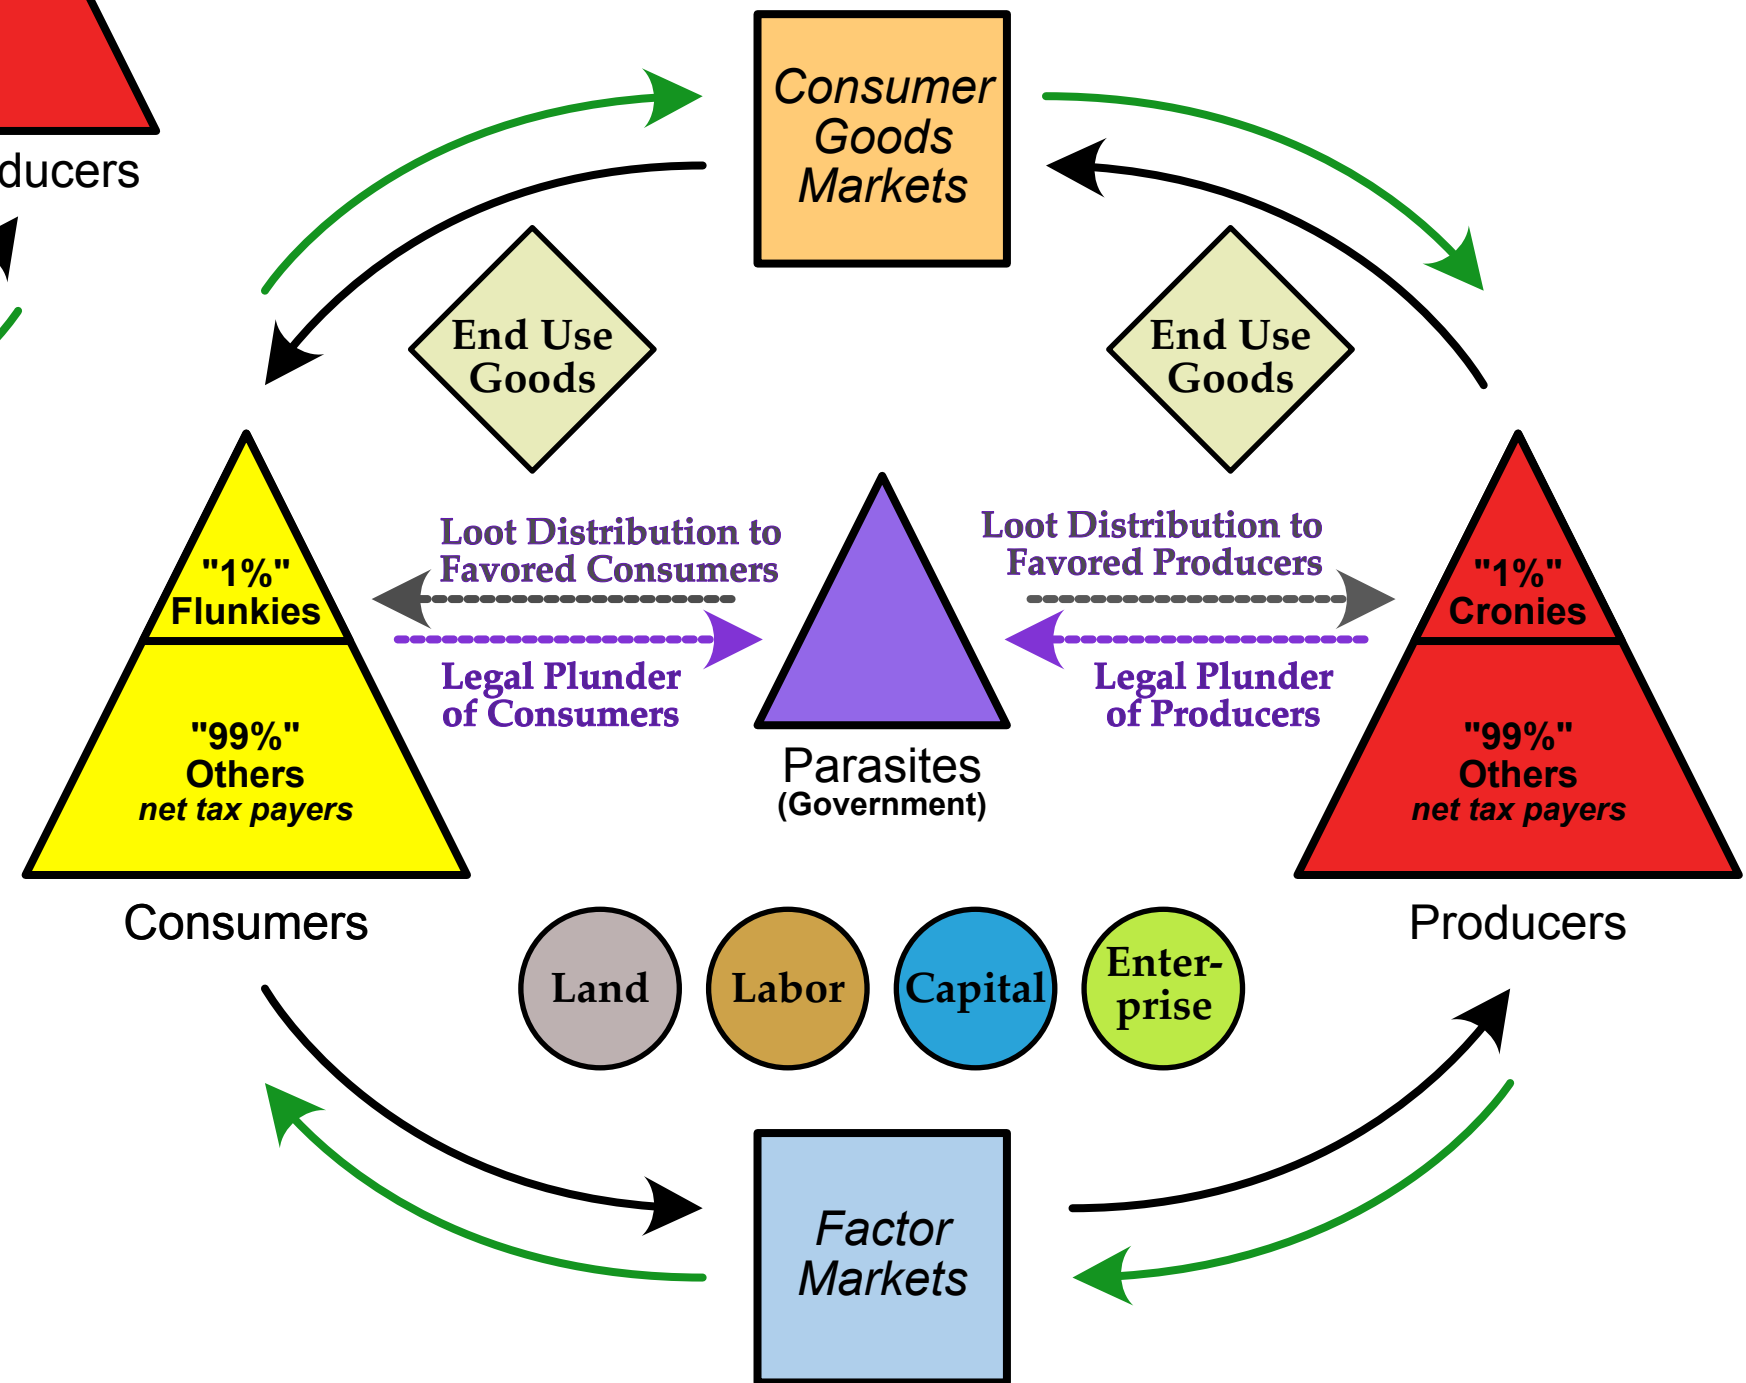 Consumer
Goods
Markets
ducers
End Use
Goods
End Use
Goods
Loot Distribution to
Favored Consumers
Loot Distribution to
Favored Producers
"1%"
Flunkies
"1%"
Cronies
Legal Plunder
of Consumers
Legal Plunder
of Producers
"99%"
Others
net tax payers
Parasites
(Government)
"99%"
Others
net tax payers
Consumers
Producers
Land
Labor
Capital
Enter-
prise
Factor
Markets